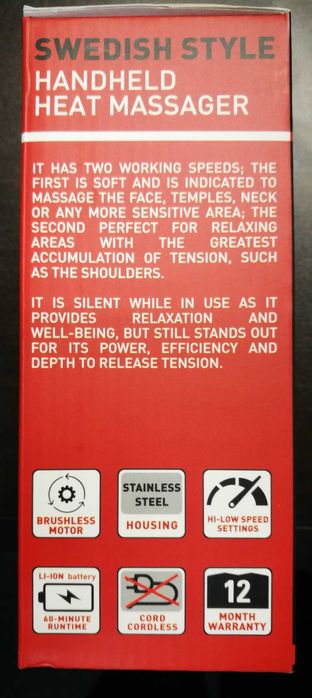 SWEDISH STYLE
HANDHELD
HEAT MASSAGER
IT HAS TWO WORKING SPEEDS; THE
FIRST IS SOFT AND IS INDICATED TO
MASSAGE THE FACE, TEMPLES, NECK
OR ANY MORE SENSITIVE AREA; THE
SECOND PERFECT FOR RELAXING
AREAS WITH THE GREATEST
ACCUMULATION OF TENSION, SUCH
AS THE SHOULDERS.
IT IS SILENT WHILE IN USE AS IT
PROVIDES RELAXATION AND
WELL-BEING, BUT STILL STANDS OUT
FOR ITS POWER, EFFICIENCY AND
DEPTH TO RELEASE TENSION.
BRUSHLESS
MOTOR
STAINLESS
STEEL
HOUSING
HI-LOW SPEED
SETTINGS
LI-ION battery
60-MINUTE
RUNTIME
CORD
CORDLESS
12
MONTH
WARRANTY